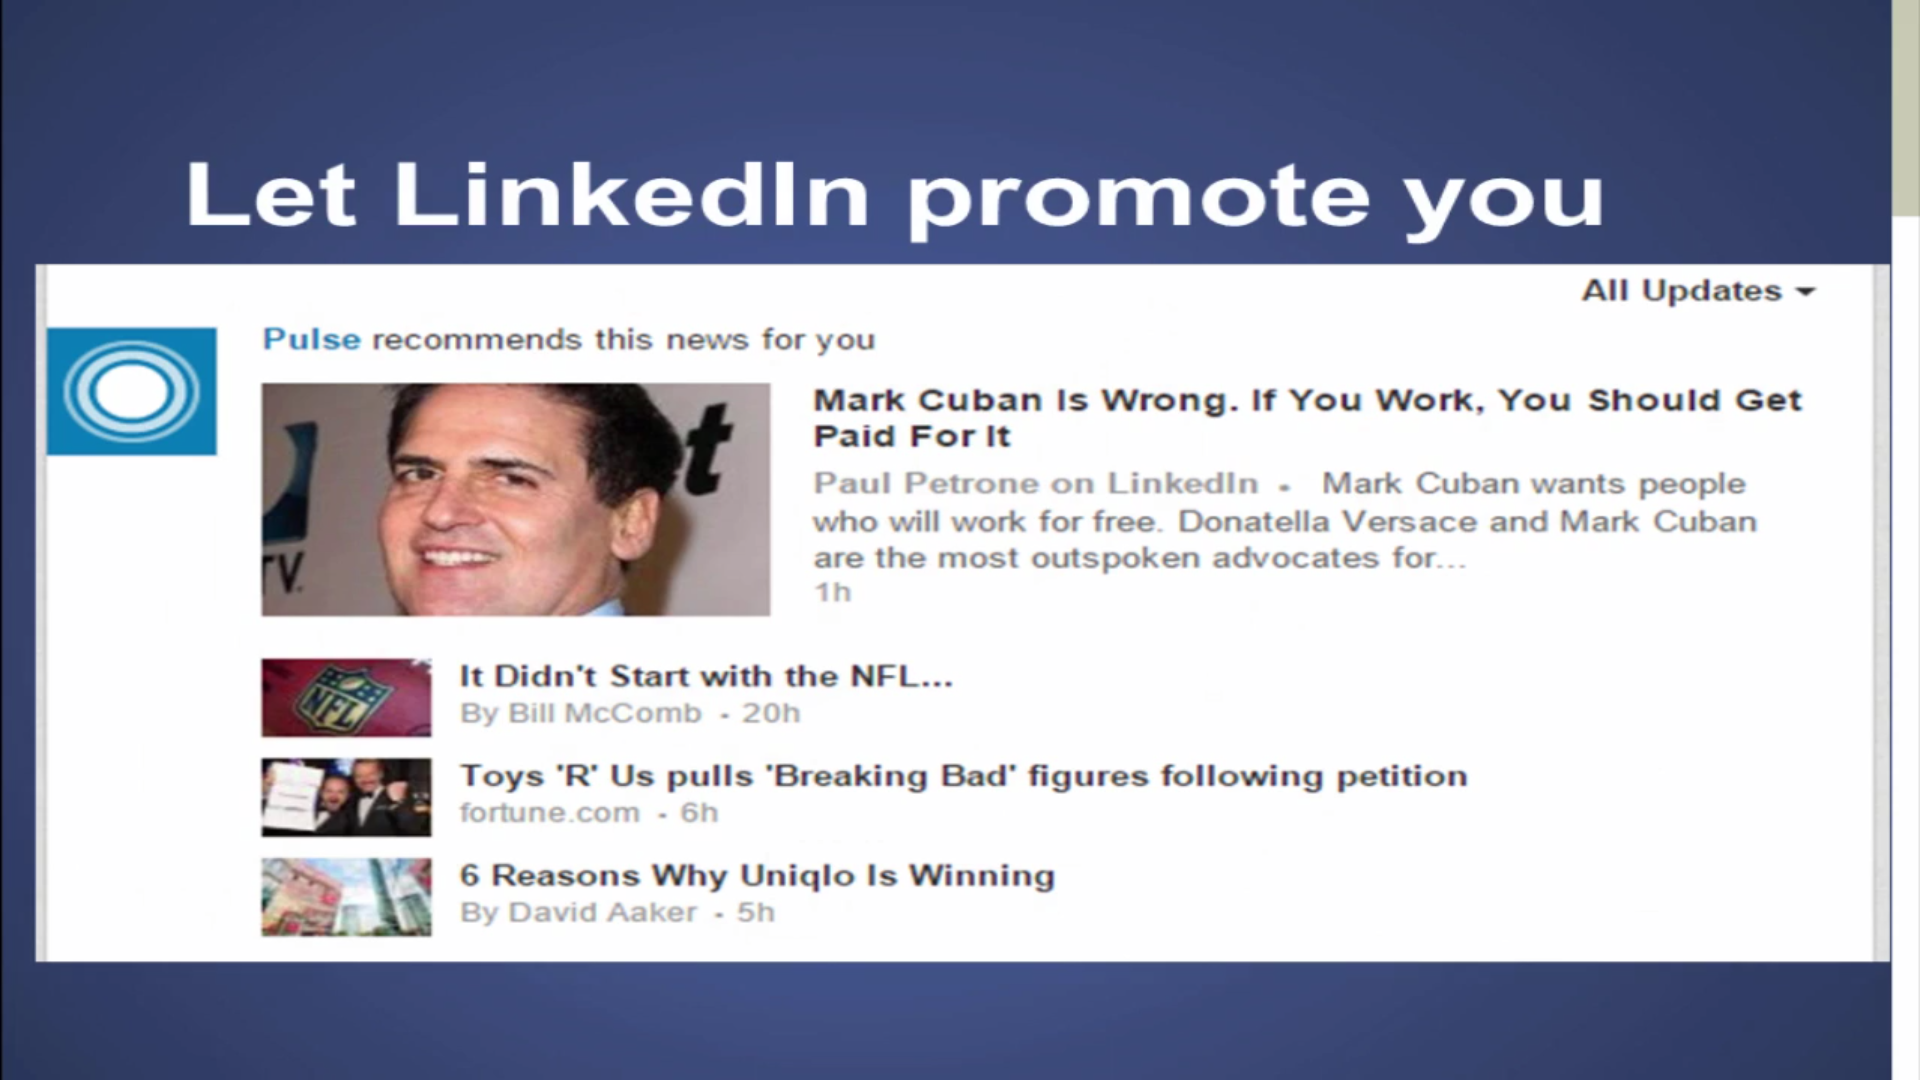 Let LinkedIn promote you
All Updates
Pulse recommends this news for you
Mark Cuban Is Wrong. If You Work, You Should Get
Paid For It
Paul Petrone on LinkedIn • Mark Cuban wants people
who will work for free. Donatella Versace and Mark Cuban
are the most outspoken advocates for...
1h
t
TV.
It Didn't Start with the NFL...
By Bill McComb • 20h
NFL
Toys 'R' Us pulls 'Breaking Bad' figures following petition
fortune.com • 6h
6 Reasons Why Uniqlo Is Winning
By David Aaker • 5h